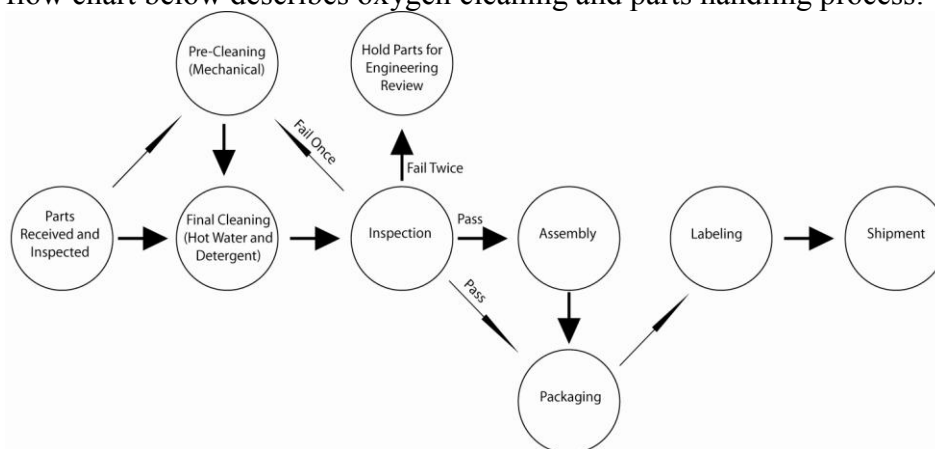 flow chart below describes oxygen cleaning and parts handling process.
Pre-Cleaning
(Mechanical)
Hold Parts for
Engineering
Review
Fail Once
Fail Twice
Parts
Received and
Inspected
Final Cleaning
(Hot Water and
Detergent)
Inspection
Pass
Assembly
Labeling
Shipment
Pass
Packaging